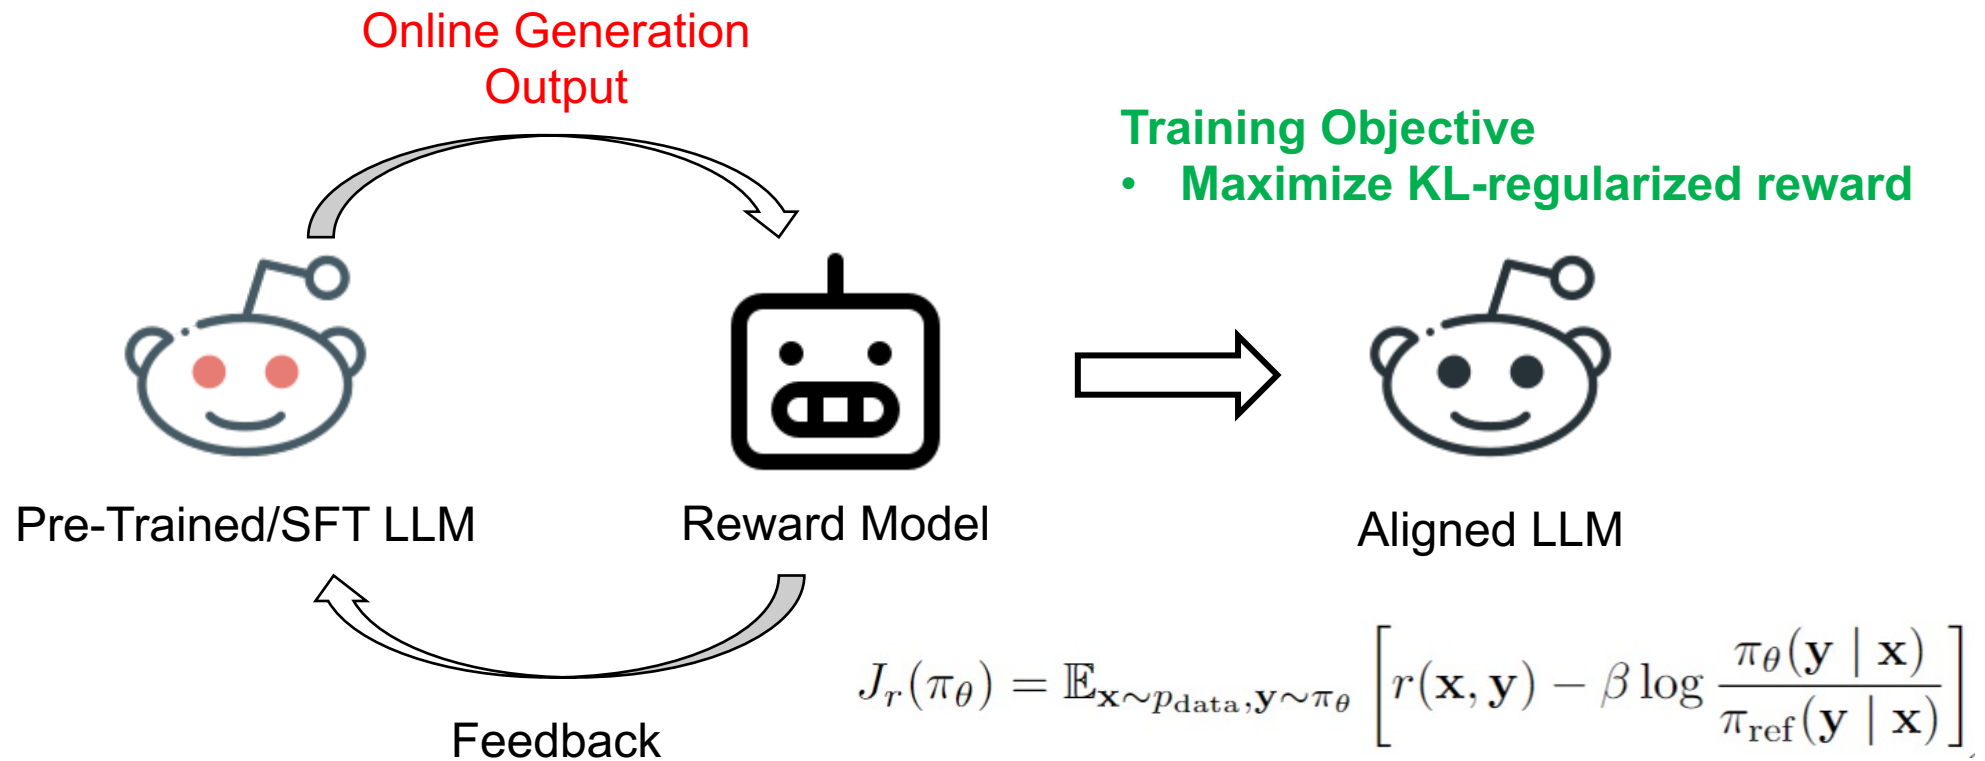 Online Generation
Output
Training Objective
• Maximize KL-regularized reward
Pre-Trained/SFT LLM
Reward Model
Aligned LLM
Feedback
J_r(π_θ) = 𝔼_{𝐱∼p_data, 𝐲∼π_θ} [ r(𝐱, 𝐲) − β log π_θ(𝐲 | 𝐱) / π_ref(𝐲 | 𝐱) ]